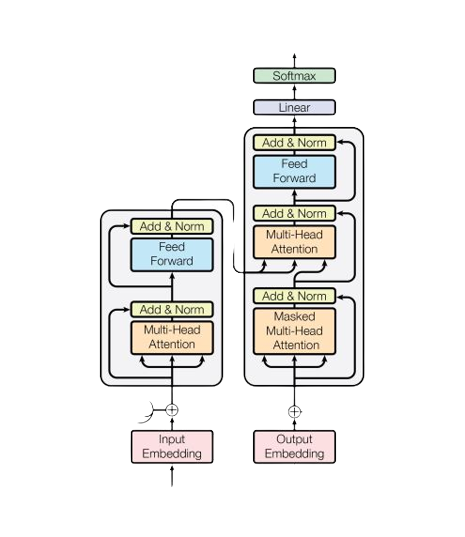 Softmax
Linear
Add & Norm
Feed
Forward
Add & Norm
Multi-Head
Attention
Add & Norm
Masked
Multi-Head
Attention
Output
Embedding
Add & Norm
Feed
Forward
Add & Norm
Multi-Head
Attention
Input
Embedding